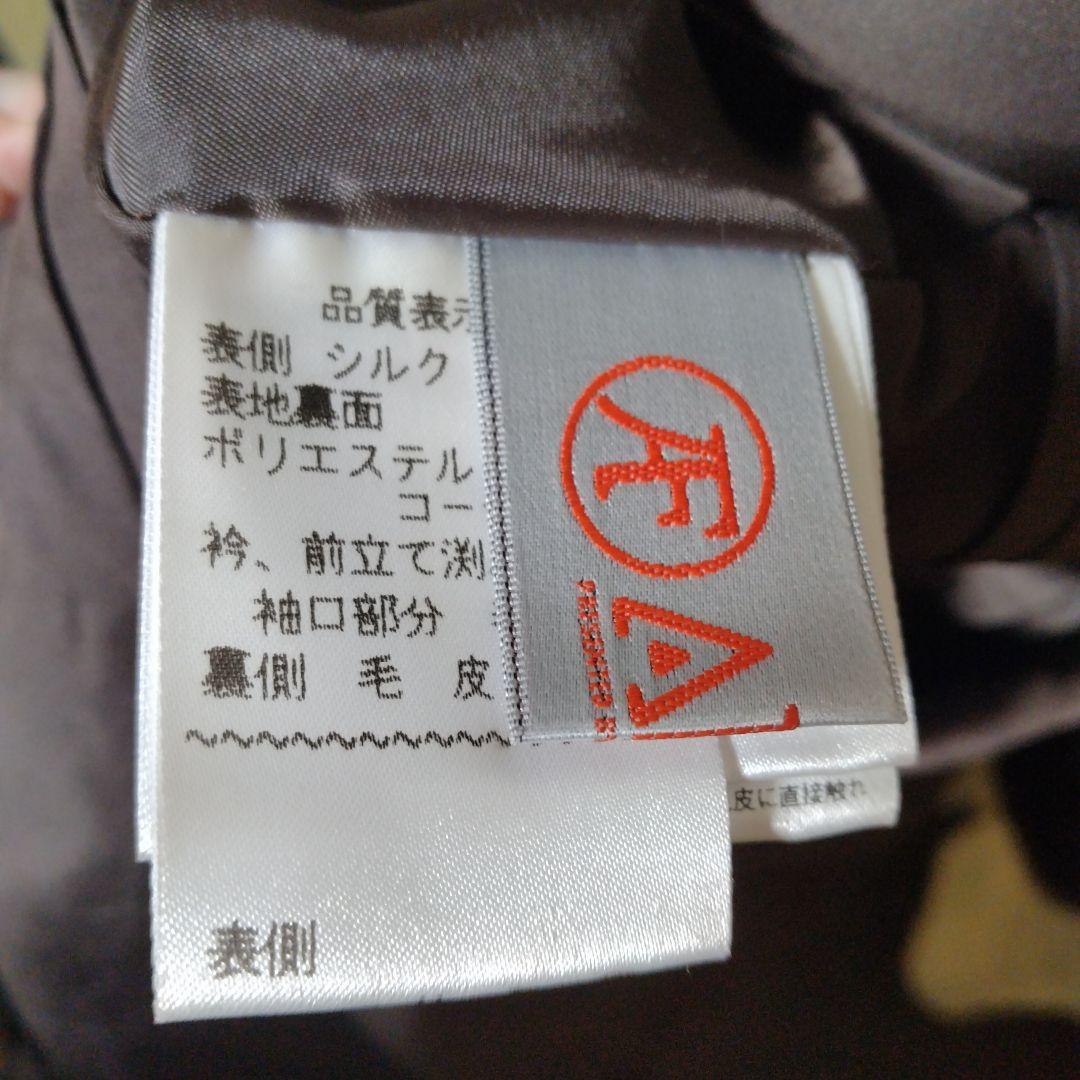 品質表示
表側 シルク
表地裏面
ポリエステル
コー
衿、前立て渕
袖口部分
裏側 毛 皮
表側
皮に直接触れ
AF
PRESENTED B